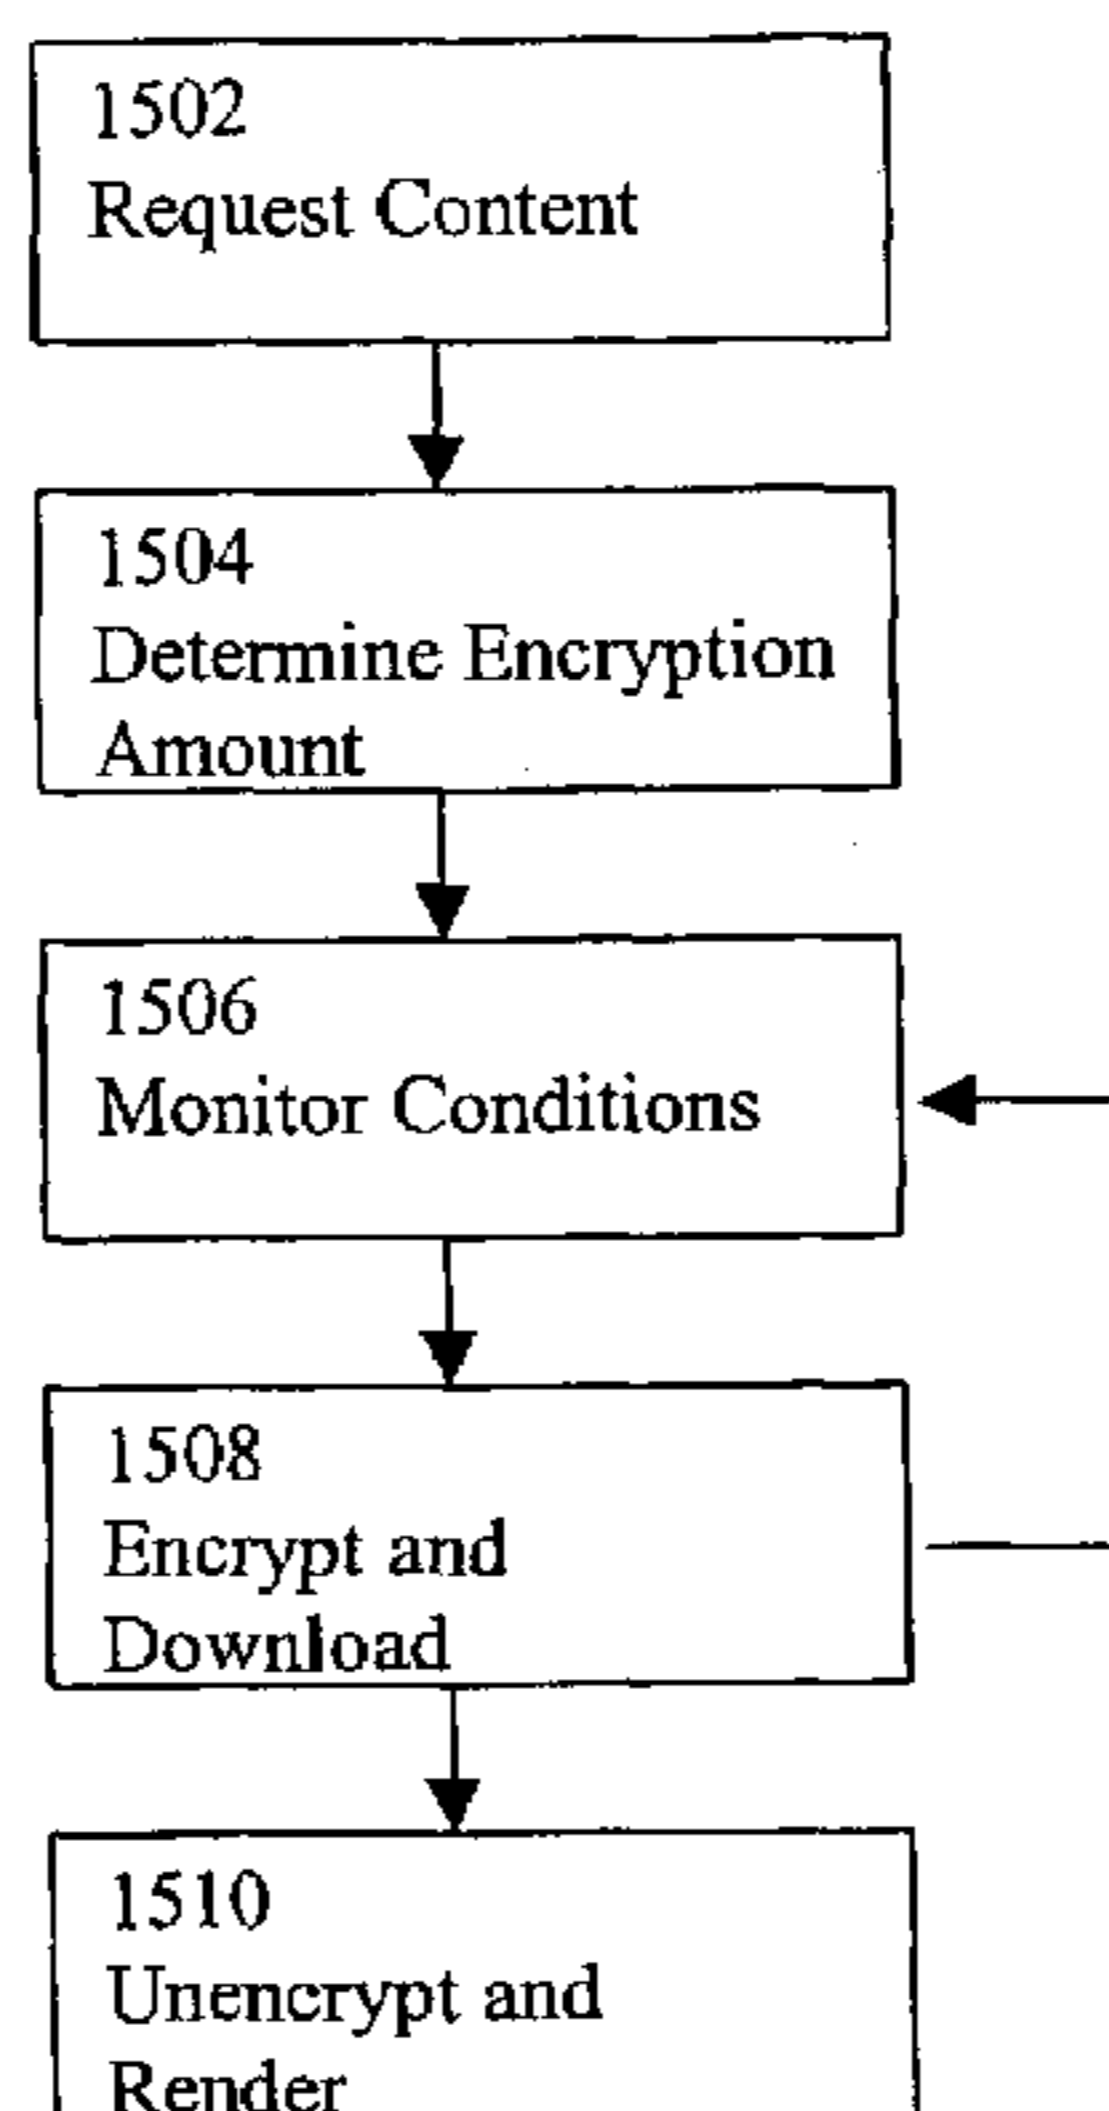 1502
Request Content
1504
Determine Encryption
Amount
1506
Monitor Conditions
1508
Encrypt and
Download
1510
Unencrypt and
Render